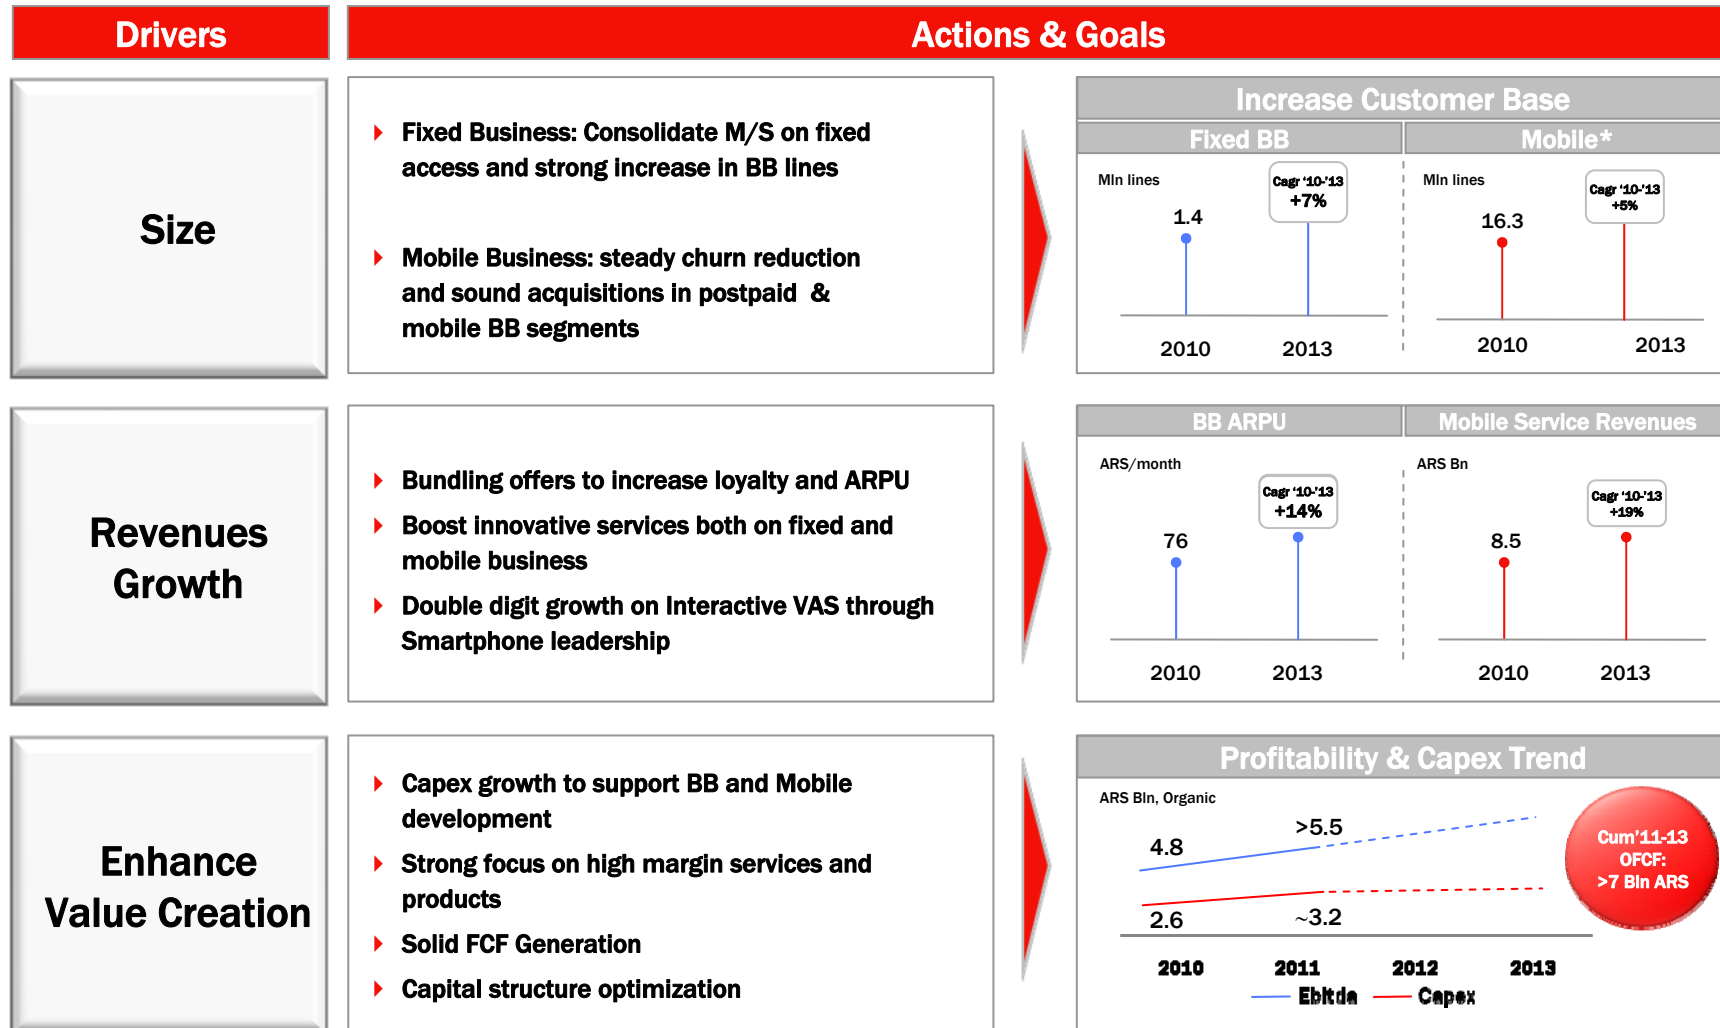 Drivers
Actions & Goals
Size
Fixed Business: Consolidate M/S on fixed
access and strong increase in BB lines
Mobile Business: steady churn reduction
and sound acquisitions in postpaid &
mobile BB segments
Increase Customer Base
Fixed BB
Mln lines
1.4
Cagr ‘10-’13
+7%
2010
2013
Mobile*
Mln lines
16.3
Cagr ‘10-’13
+5%
2010
2013
Revenues
Growth
Bundling offers to increase loyalty and ARPU
Boost innovative services both on fixed and
mobile business
Double digit growth on Interactive VAS through
Smartphone leadership
BB ARPU
ARS/month
76
Cagr ‘10-’13
+14%
2010
2013
Mobile Service Revenues
ARS Bn
8.5
Cagr ‘10-’13
+19%
2010
2013
Enhance
Value Creation
Capex growth to support BB and Mobile
development
Strong focus on high margin services and
products
Solid FCF Generation
Capital structure optimization
Profitability & Capex Trend
ARS Bln, Organic
4.8
>5.5
2.6
~3.2
Cum’11-13
OFCF:
>7 Bln ARS
2010
2011
2012
2013
Ebitda
Capex